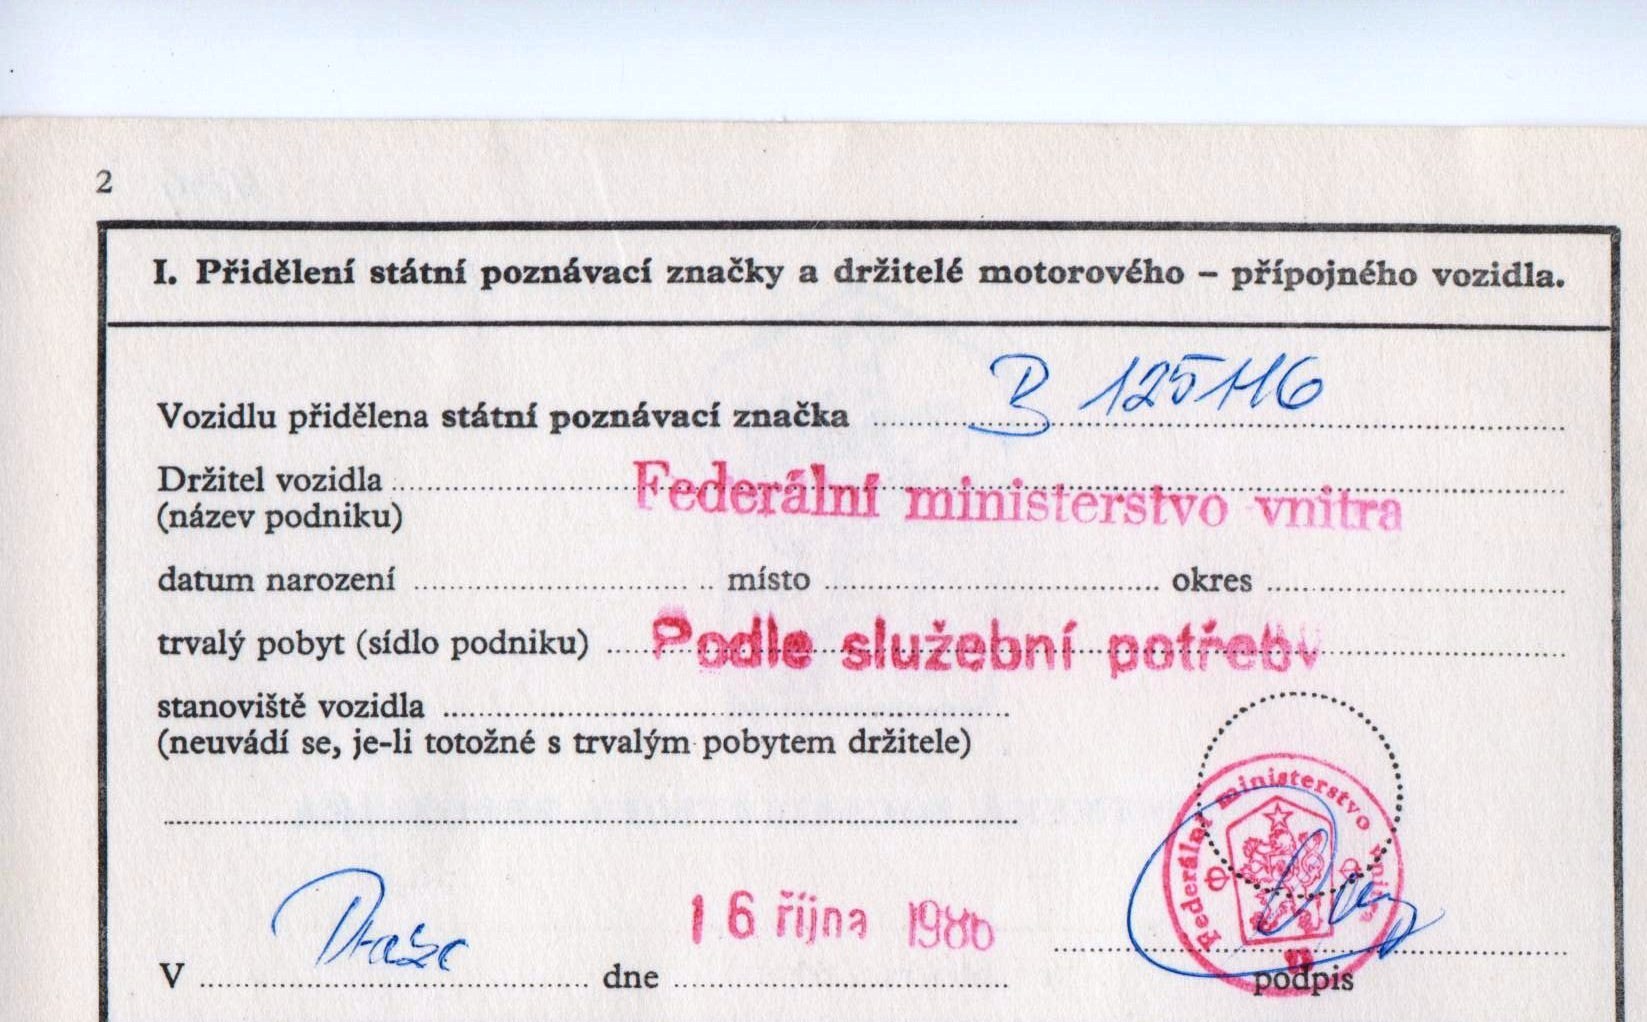 2
I. Přidělení státní poznávací značky a držitelé motorového – přípojného vozidla.
Vozidlu přidělena státní poznávací značka B 125116
Držitel vozidla Federální ministerstvo vnitra
(název podniku)
datum narození místo okres
trvalý pobyt (sídlo podniku) Podle služební potřeby
stanoviště vozidla
(neuvádí se, je-li totožné s trvalým pobytem držitele)
Federální ministerstvo vnitra
V Praze dne 16 října 1986
podpis